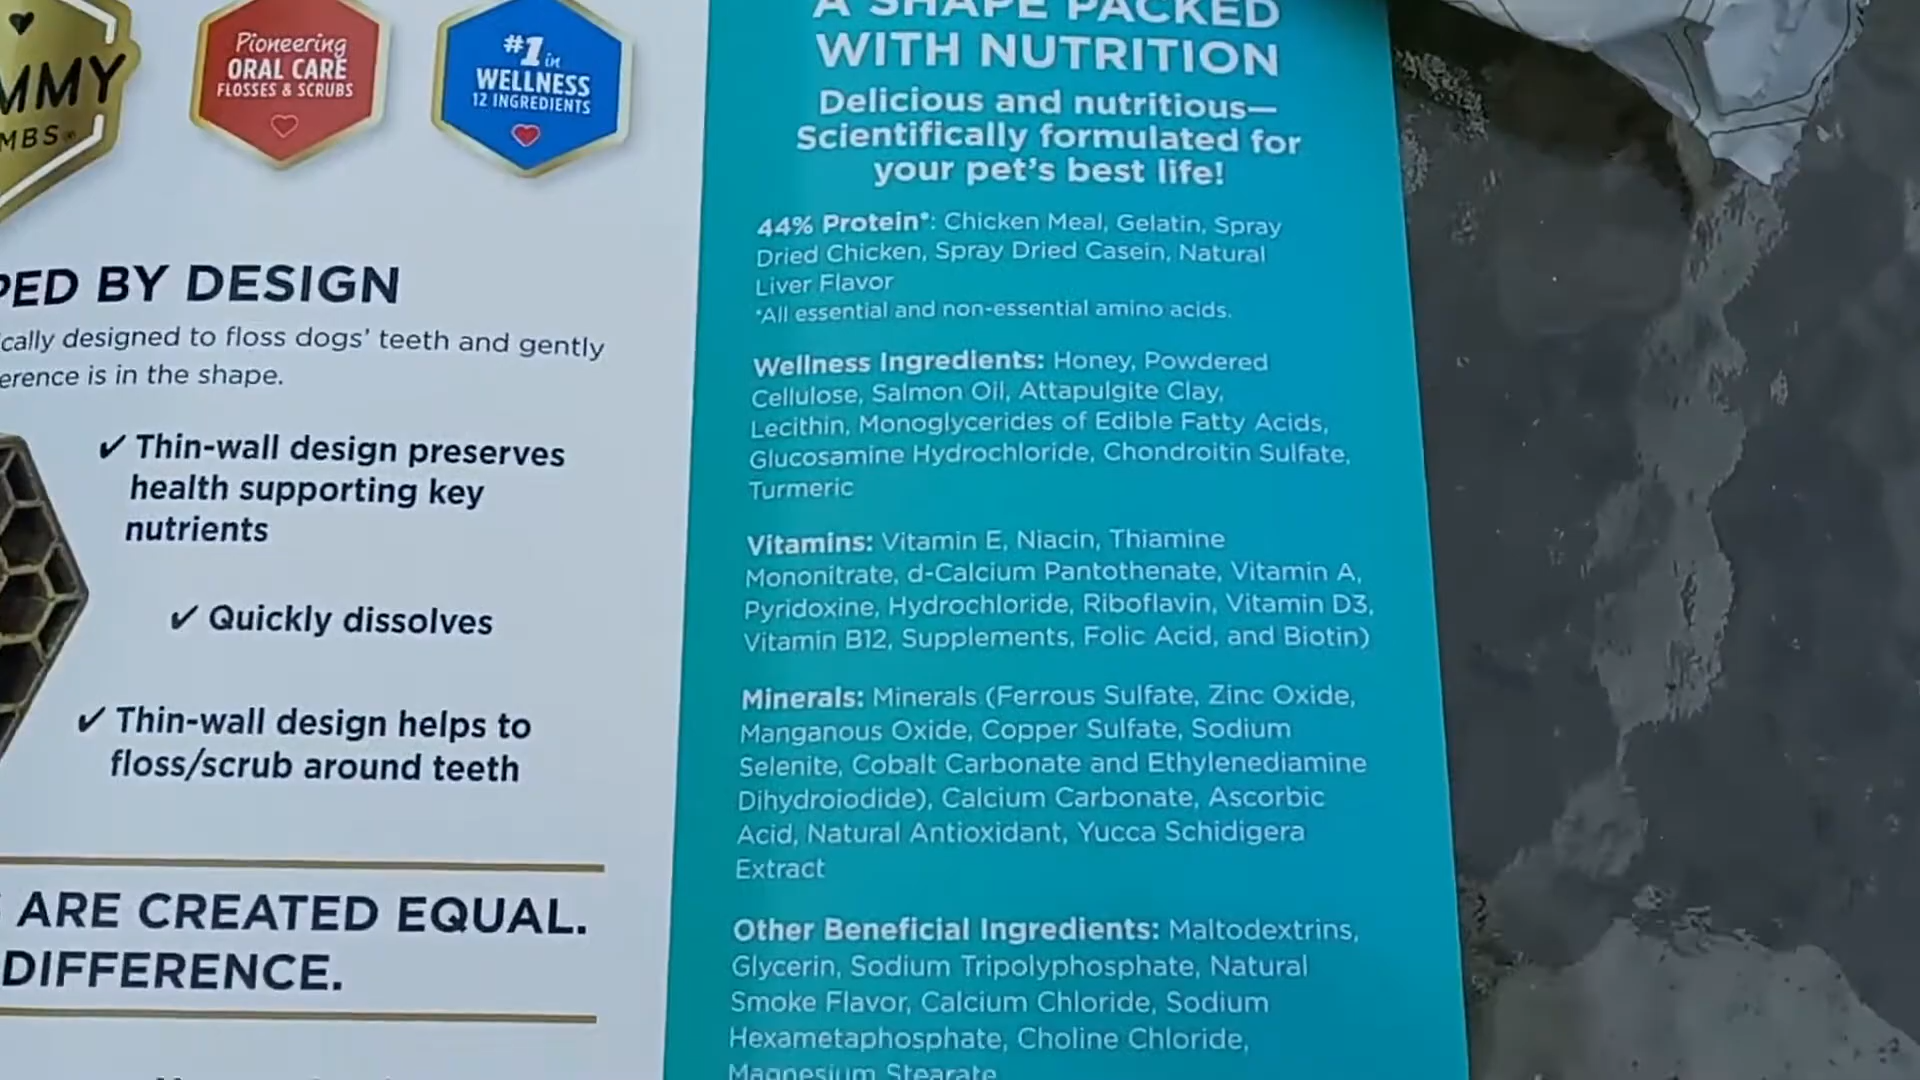 MMY
MBS
Pioneering
ORAL CARE
FLOSSES & SCRUBS
#1 in
WELLNESS
12 INGREDIENTS
PED BY DESIGN
cally designed to floss dogs' teeth and gently
erence is in the shape.
✓ Thin-wall design preserves
health supporting key
nutrients
✓ Quickly dissolves
✓ Thin-wall design helps to
floss/scrub around teeth
ARE CREATED EQUAL.
DIFFERENCE.
A SHAPE PACKED
WITH NUTRITION
Delicious and nutritious—
Scientifically formulated for
your pet's best life!
44% Protein*: Chicken Meal, Gelatin, Spray
Dried Chicken, Spray Dried Casein, Natural
Liver Flavor
*All essential and non-essential amino acids.
Wellness Ingredients: Honey, Powdered
Cellulose, Salmon Oil, Attapulgite Clay,
Lecithin, Monoglycerides of Edible Fatty Acids,
Glucosamine Hydrochloride, Chondroitin Sulfate,
Turmeric
Vitamins: Vitamin E, Niacin, Thiamine
Mononitrate, d-Calcium Pantothenate, Vitamin A,
Pyridoxine, Hydrochloride, Riboflavin, Vitamin D3,
Vitamin B12, Supplements, Folic Acid, and Biotin)
Minerals: Minerals (Ferrous Sulfate, Zinc Oxide,
Manganous Oxide, Copper Sulfate, Sodium
Selenite, Cobalt Carbonate and Ethylenediamine
Dihydroiodide), Calcium Carbonate, Ascorbic
Acid, Natural Antioxidant, Yucca Schidigera
Extract
Other Beneficial Ingredients: Maltodextrins,
Glycerin, Sodium Tripolyphosphate, Natural
Smoke Flavor, Calcium Chloride, Sodium
Hexametaphosphate, Choline Chloride,
Magnesium Stearate